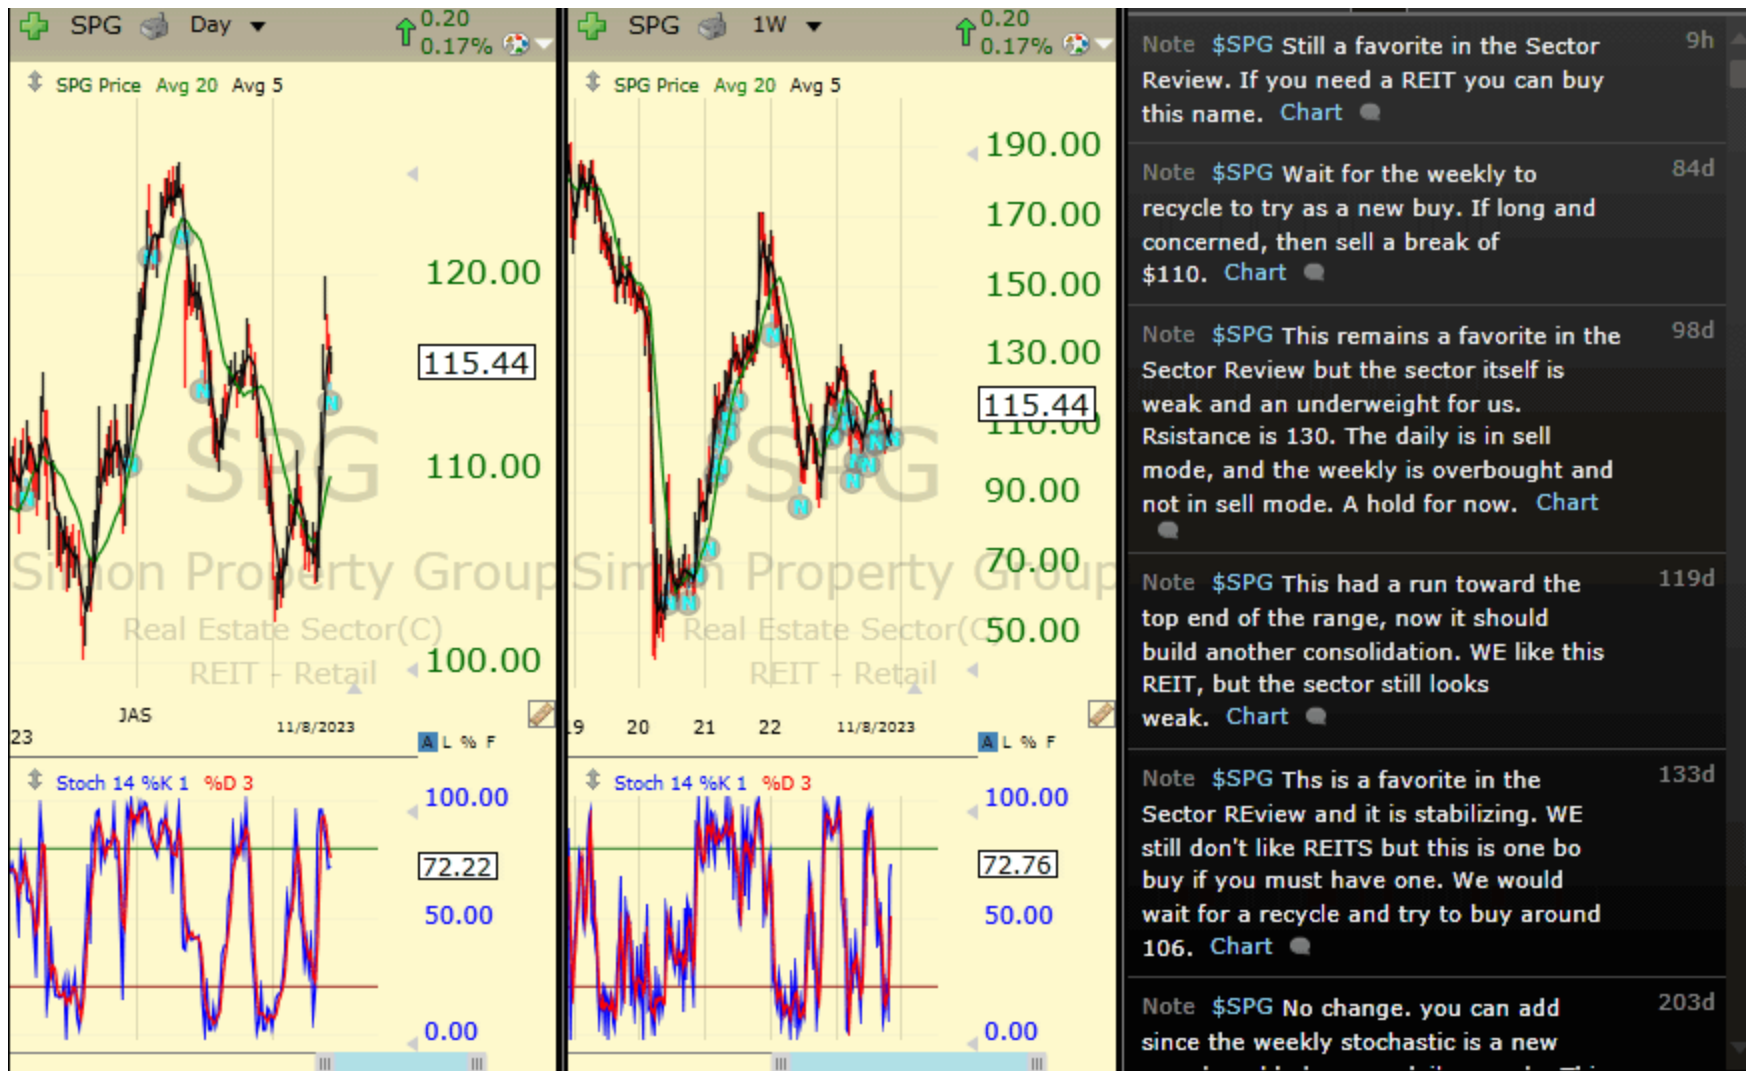 SPG Day
0.20
0.17%
SPG Price Avg 20 Avg 5
120.00
115.44
110.00
100.00
SPG
Simon Property Group
Real Estate Sector(C)
REIT - Retail
23
JAS
11/8/2023
A L % F
Stoch 14 %K 1 %D 3
100.00
72.22
50.00
0.00
SPG 1W
0.20
0.17%
SPG Price Avg 20 Avg 5
190.00
170.00
150.00
130.00
115.44
110.00
90.00
70.00
50.00
SPG
Simon Property Group
Real Estate Sector(C)
REIT - Retail
19 20 21 22 11/8/2023
A L % F
Stoch 14 %K 1 %D 3
100.00
72.76
50.00
0.00
Note $SPG Still a favorite in the Sector 9h
Review. If you need a REIT you can buy
this name. Chart
Note $SPG Wait for the weekly to 84d
recycle to try as a new buy. If long and
concerned, then sell a break of
$110. Chart
Note $SPG This remains a favorite in the 98d
Sector Review but the sector itself is
weak and an underweight for us.
Rsistance is 130. The daily is in sell
mode, and the weekly is overbought and
not in sell mode. A hold for now. Chart
Note $SPG This had a run toward the 119d
top end of the range, now it should
build another consolidation. WE like this
REIT, but the sector still looks
weak. Chart
Note $SPG Ths is a favorite in the 133d
Sector REview and it is stabilizing. WE
still don't like REITS but this is one bo
buy if you must have one. We would
wait for a recycle and try to buy around
106. Chart
Note $SPG No change. you can add 203d
since the weekly stochastic is a new